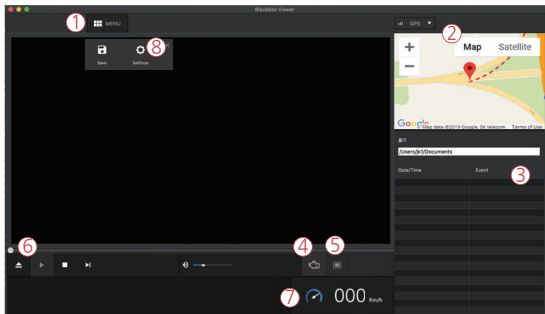 Blackbox Viewer
1
MENU
GPS
2
8
Save
Settings
Map
Satellite
+
−
Google
Map data ©2019 Google, SK telecom
Terms of Use
/Users/jk1/Documents
Date/Time
Event
3
6
4
5
7
000 Km/h